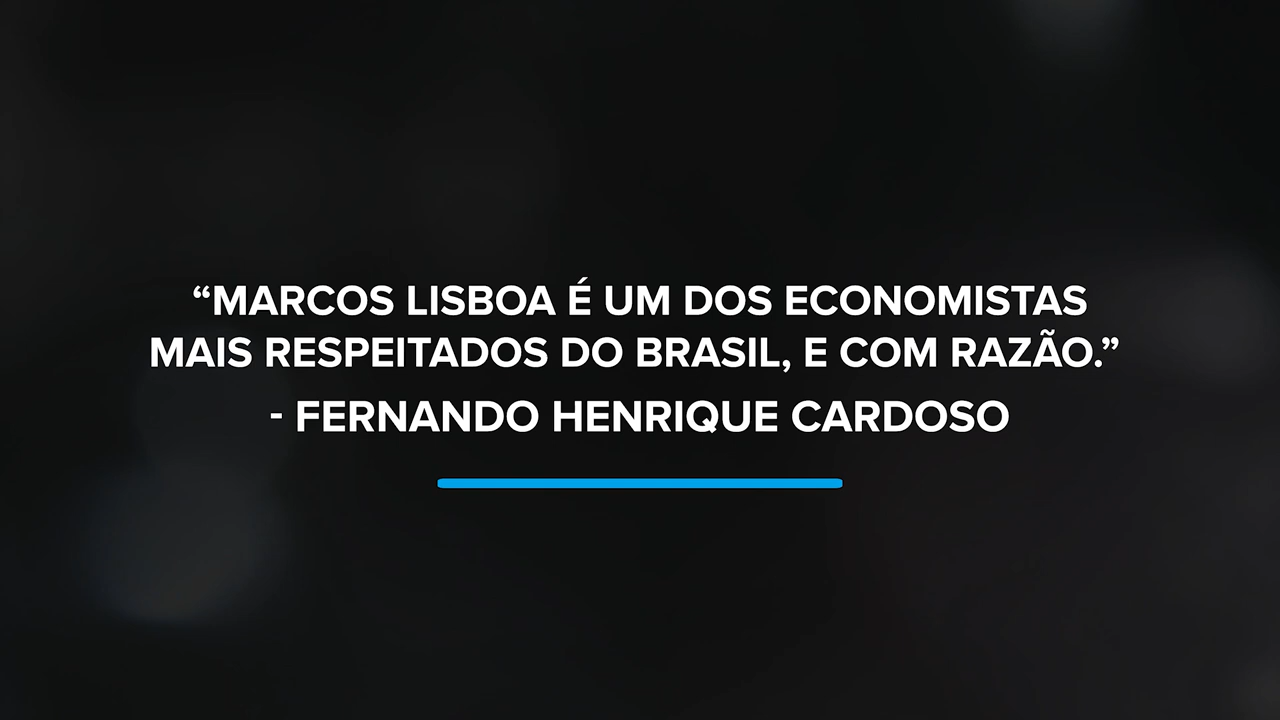 “MARCOS LISBOA É UM DOS ECONOMISTAS
MAIS RESPEITADOS DO BRASIL, E COM RAZÃO.”
- FERNANDO HENRIQUE CARDOSO